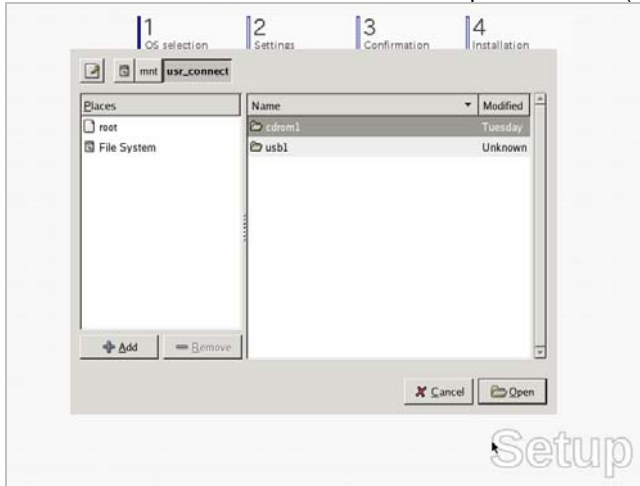 1 2 3 4
OS selection Settings Confirmation Installation
mnt usr_connect
Places Name Modified
root cdrom1 Tuesday
File System usb1 Unknown
Add Remove
Cancel Open
Setup